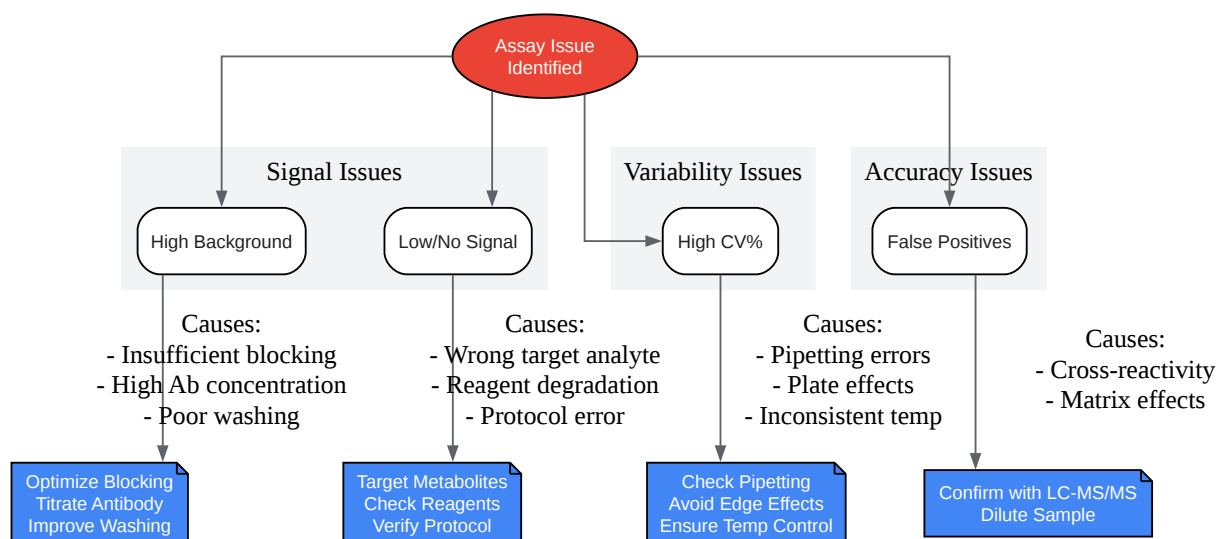 Assay Issue
Identified
Signal Issues
Variability Issues
Accuracy Issues
High Background
Low/No Signal
High CV%
False Positives
Causes:
- Insufficient blocking
- High Ab concentration
- Poor washing
Causes:
- Wrong target analyte
- Reagent degradation
- Protocol error
Causes:
- Pipetting errors
- Plate effects
- Inconsistent temp
Causes:
- Cross-reactivity
- Matrix effects
Optimize Blocking
Titrate Antibody
Improve Washing
Target Metabolites
Check Reagents
Verify Protocol
Check Pipetting
Avoid Edge Effects
Ensure Temp Control
Confirm with LC-MS/MS
Dilute Sample